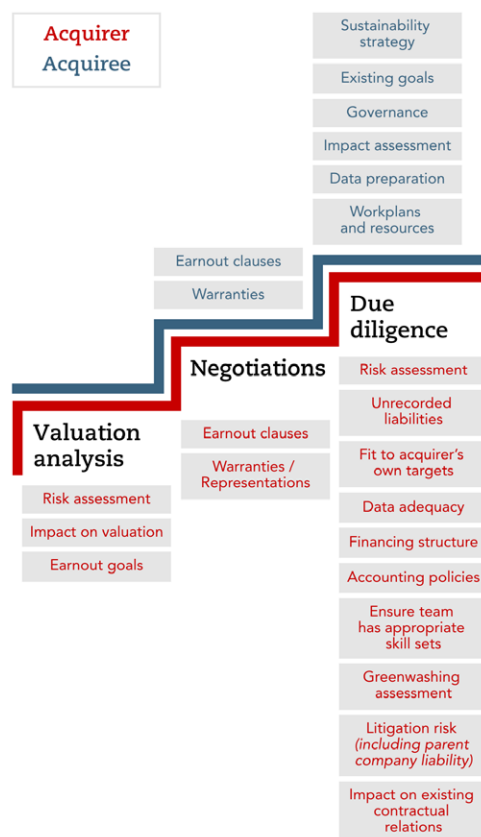 Acquirer
Acquiree
Sustainability
strategy
Existing goals
Governance
Impact assessment
Data preparation
Workplans
and resources
Earnout clauses
Warranties
Due
diligence
Negotiations
Valuation
analysis
Risk assessment
Impact on valuation
Earnout goals
Earnout clauses
Warranties /
Representations
Risk assessment
Unrecorded
liabilities
Fit to acquirer's
own targets
Data adequacy
Financing structure
Accounting policies
Ensure team
has appropriate
skill sets
Greenwashing
assessment
Litigation risk
(including parent
company liability)
Impact on existing
contractual
relations